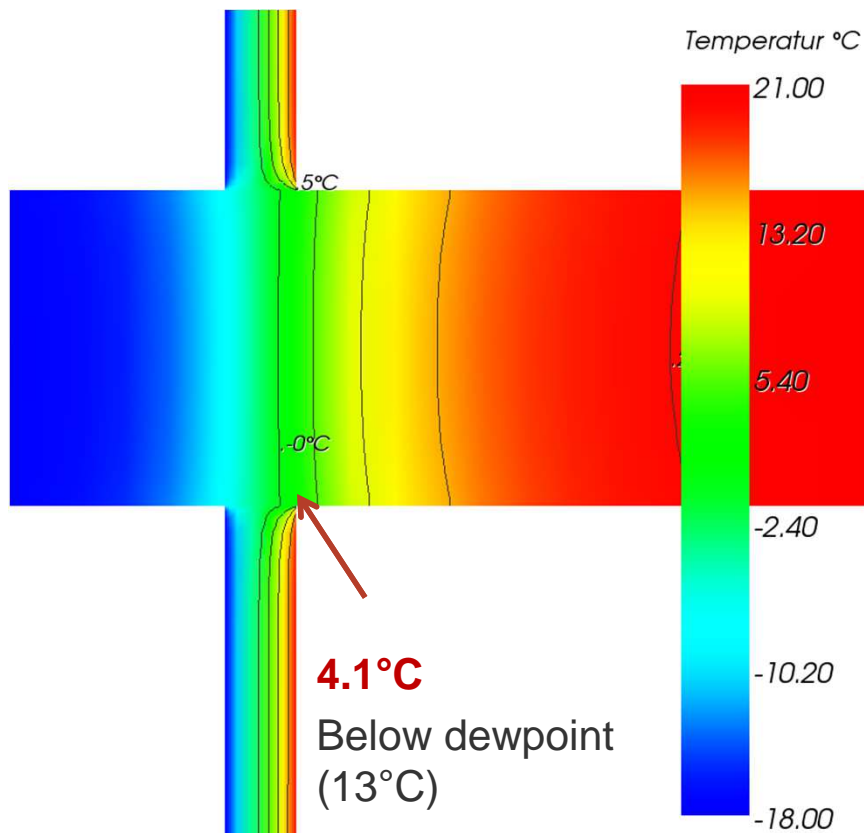 Temperatur °C
21.00
.5°C
13.20
5.40
.-0°C
-2.40
4.1°C
-10.20
Below dewpoint
(13°C)
-18.00